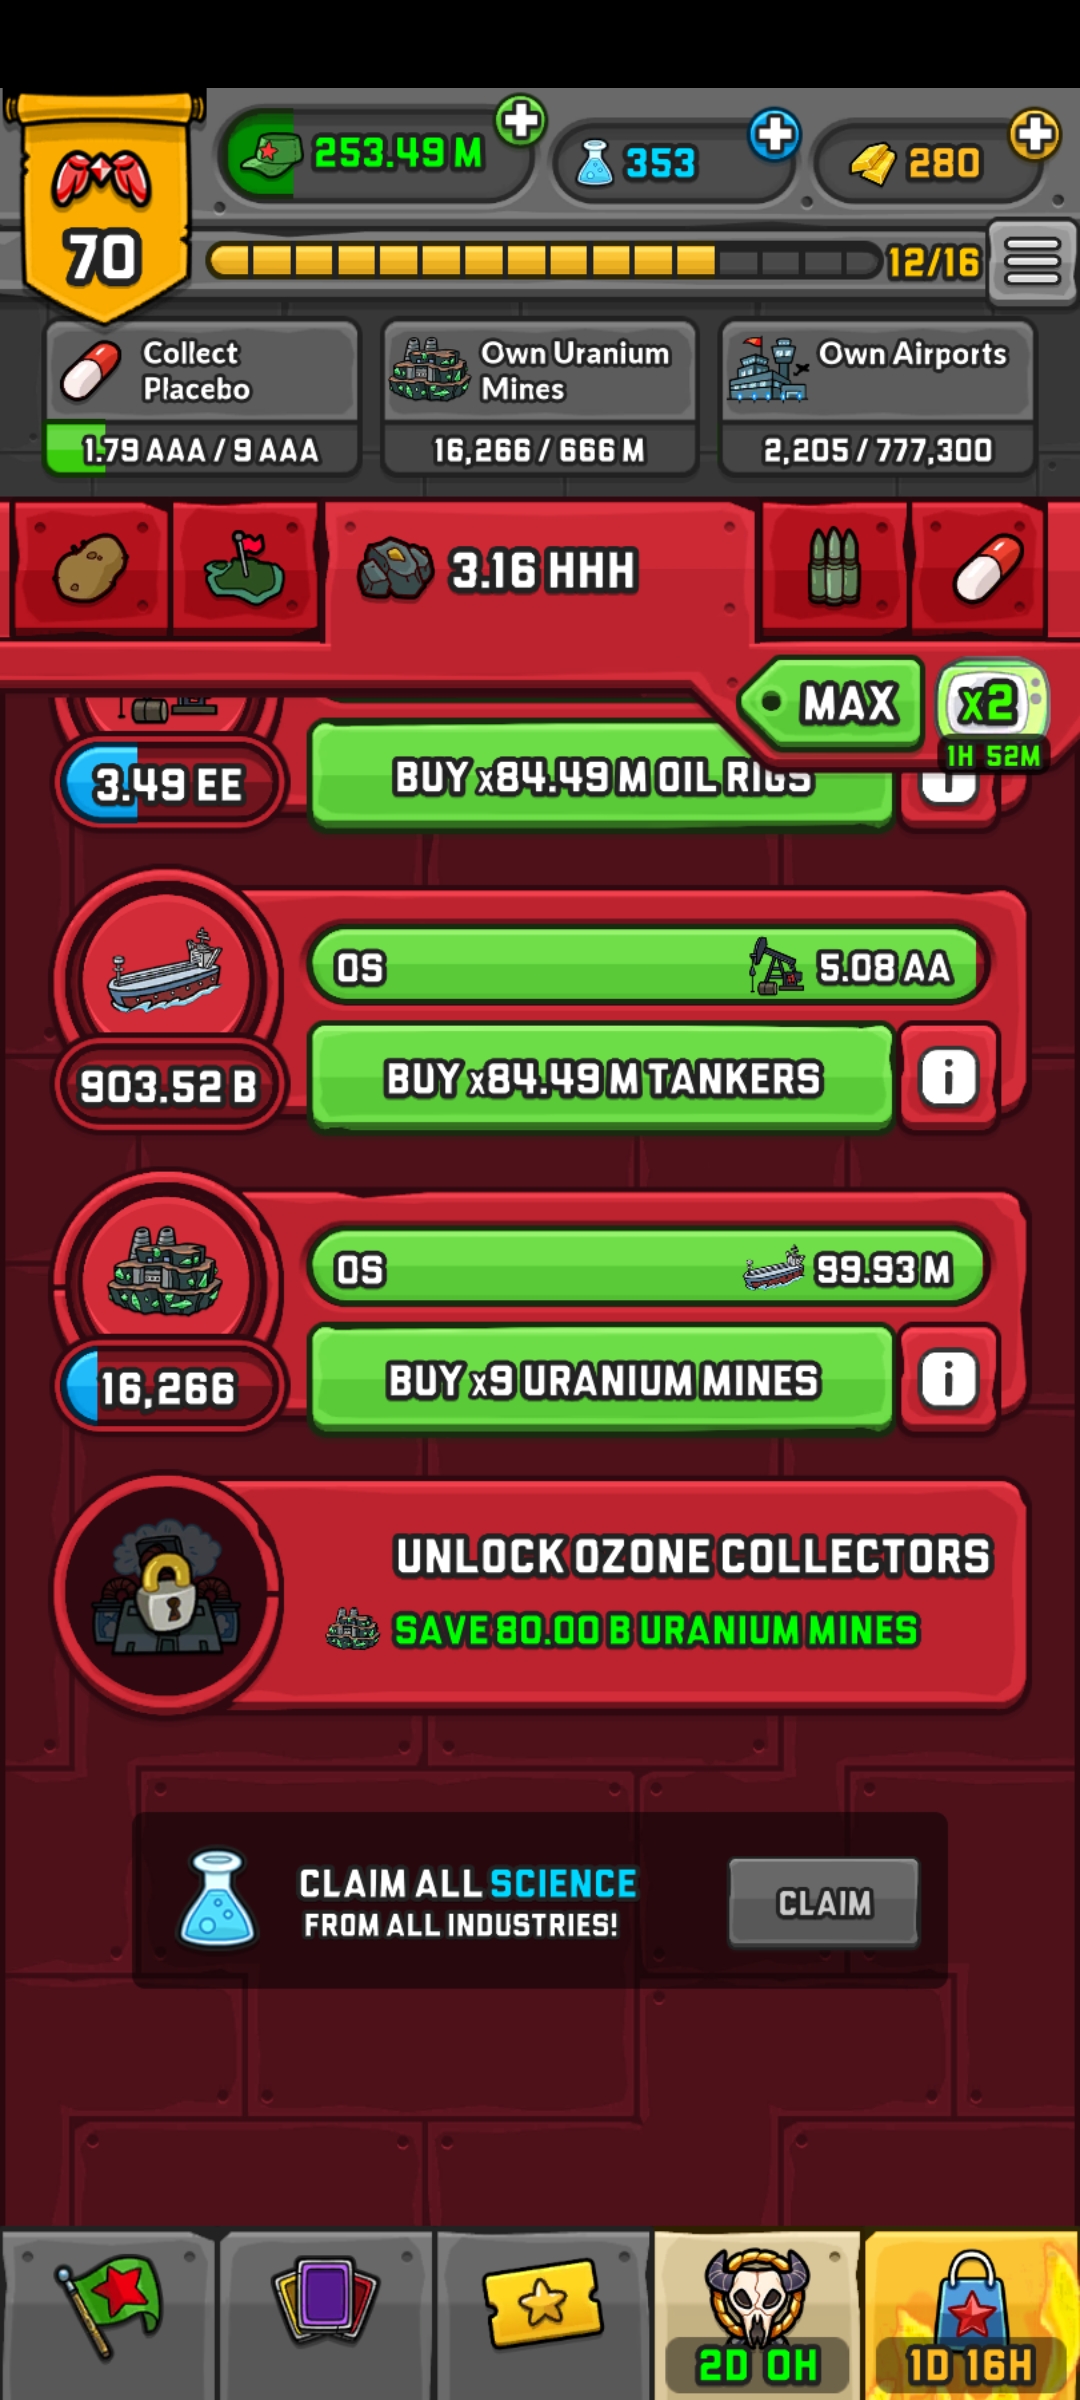 253.49 M
353
280
70
12/16
Collect
Placebo
1.79 AAA / 9 AAA
Own Uranium
Mines
16,266 / 666 M
Own Airports
2,205 / 777,300
3.16 HHH
MAX
x2
1H 52M
3.49 EE
BUY x84.49 M OIL RIGS
0S
5.08 AA
903.52 B
BUY x84.49 M TANKERS
i
0S
99.93 M
16,266
BUY x9 URANIUM MINES
i
UNLOCK OZONE COLLECTORS
SAVE 80.00 B URANIUM MINES
CLAIM ALL SCIENCE
FROM ALL INDUSTRIES!
CLAIM
2D 0H
1D 16H